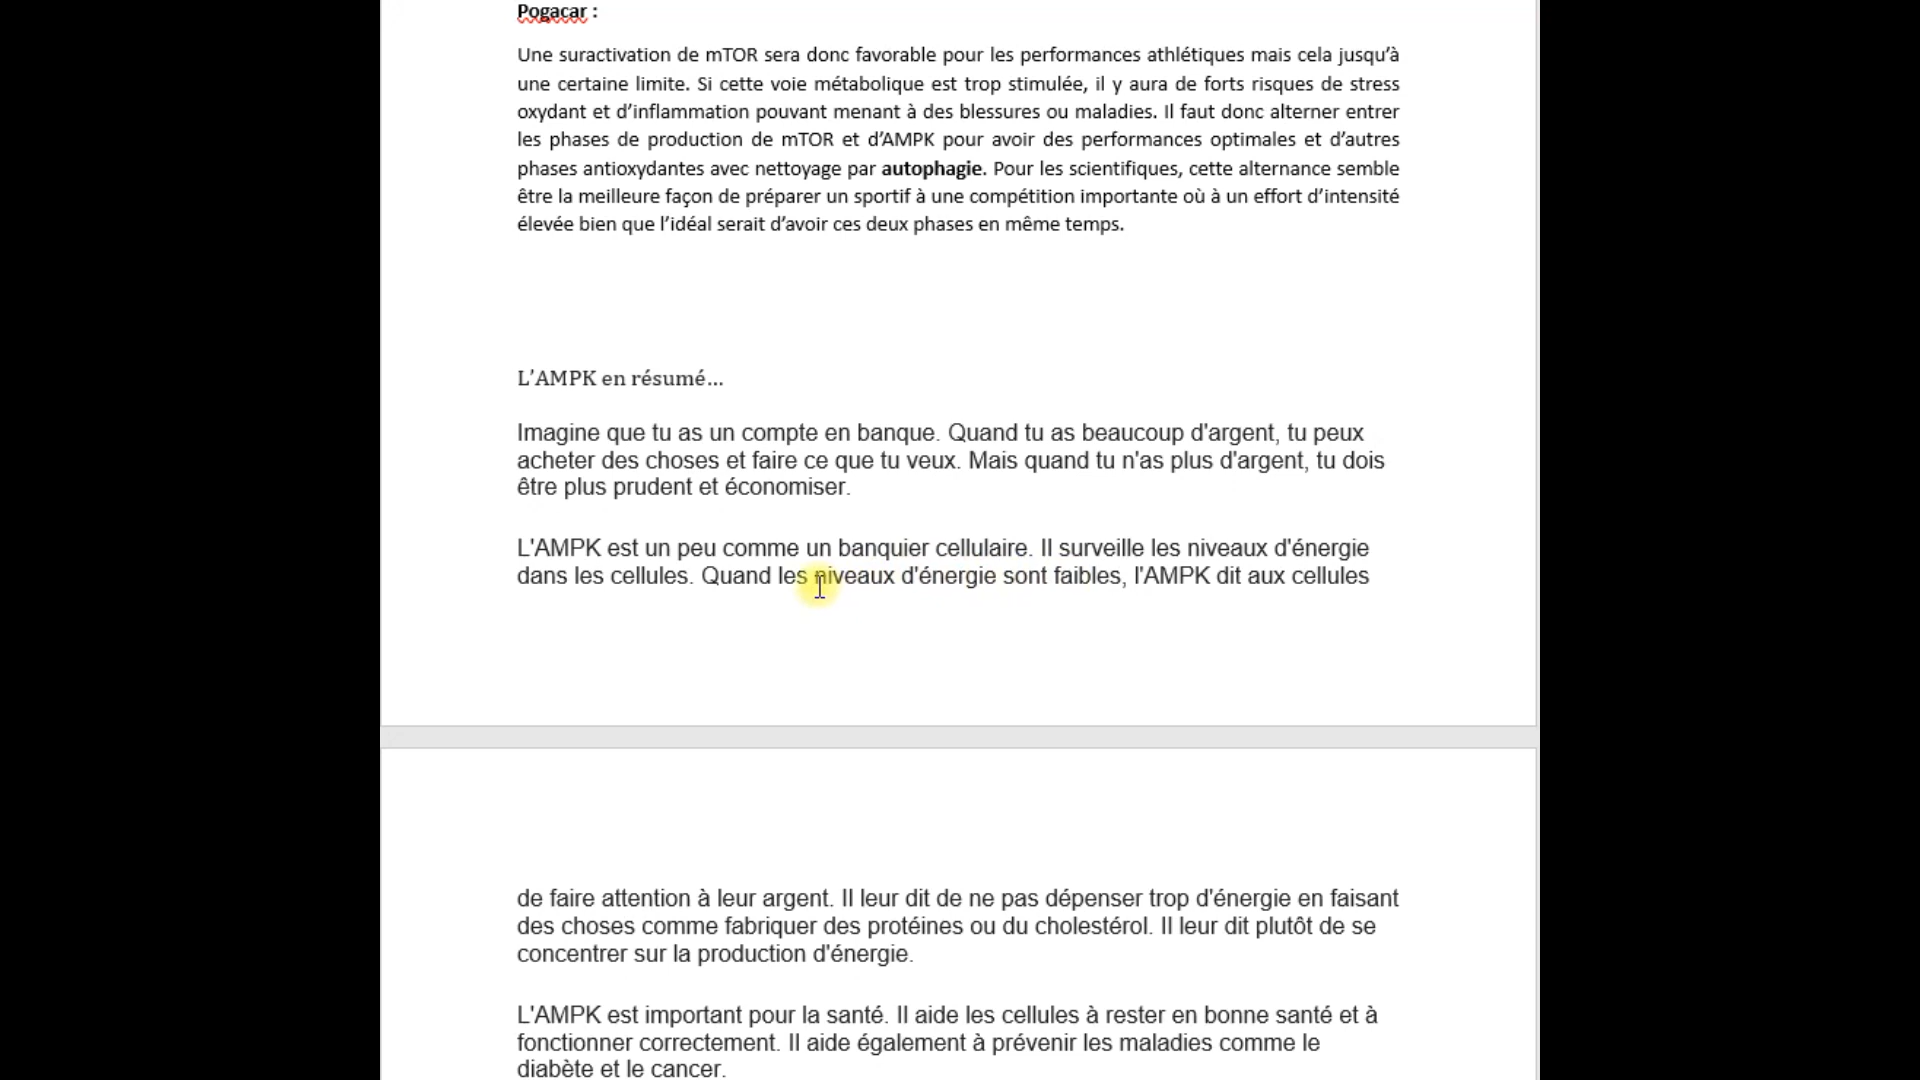 Pogacar :
Une suractivation de mTOR sera donc favorable pour les performances athlétiques mais cela jusqu’à
une certaine limite. Si cette voie métabolique est trop stimulée, il y aura de forts risques de stress
oxydant et d’inflammation pouvant menant à des blessures ou maladies. Il faut donc alterner entrer
les phases de production de mTOR et d’AMPK pour avoir des performances optimales et d’autres
phases antioxydantes avec nettoyage par autophagie. Pour les scientifiques, cette alternance semble
être la meilleure façon de préparer un sportif à une compétition importante où à un effort d’intensité
élevée bien que l’idéal serait d’avoir ces deux phases en même temps.
L’AMPK en résumé…
Imagine que tu as un compte en banque. Quand tu as beaucoup d'argent, tu peux
acheter des choses et faire ce que tu veux. Mais quand tu n'as plus d'argent, tu dois
être plus prudent et économiser.
L'AMPK est un peu comme un banquier cellulaire. Il surveille les niveaux d'énergie
dans les cellules. Quand les niveaux d'énergie sont faibles, l'AMPK dit aux cellules
de faire attention à leur argent. Il leur dit de ne pas dépenser trop d'énergie en faisant
des choses comme fabriquer des protéines ou du cholestérol. Il leur dit plutôt de se
concentrer sur la production d'énergie.
L'AMPK est important pour la santé. Il aide les cellules à rester en bonne santé et à
fonctionner correctement. Il aide également à prévenir les maladies comme le
diabète et le cancer.